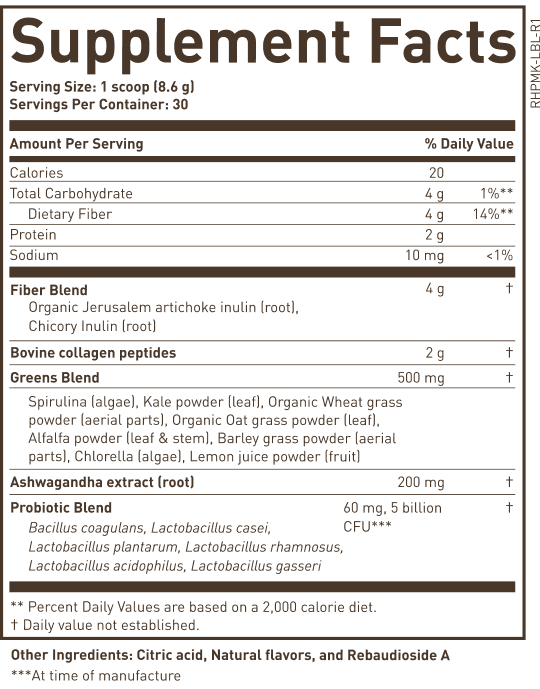 Supplement Facts
Serving Size: 1 scoop (8.6 g)
Servings Per Container: 30
Amount Per Serving % Daily Value
Calories 20
Total Carbohydrate 4 g 1%**
Dietary Fiber 4 g 14%**
Protein 2 g
Sodium 10 mg <1%
Fiber Blend 4 g †
Organic Jerusalem artichoke inulin (root),
Chicory Inulin (root)
Bovine collagen peptides 2 g †
Greens Blend 500 mg †
Spirulina (algae), Kale powder (leaf), Organic Wheat grass
powder (aerial parts), Organic Oat grass powder (leaf),
Alfalfa powder (leaf & stem), Barley grass powder (aerial
parts), Chlorella (algae), Lemon juice powder (fruit)
Ashwagandha extract (root) 200 mg †
Probiotic Blend 60 mg, 5 billion †
Bacillus coagulans, Lactobacillus casei, CFU***
Lactobacillus plantarum, Lactobacillus rhamnosus,
Lactobacillus acidophilus, Lactobacillus gasseri
** Percent Daily Values are based on a 2,000 calorie diet.
† Daily value not established.
Other Ingredients: Citric acid, Natural flavors, and Rebaudioside A
***At time of manufacture
RHPMK-LBL-R1